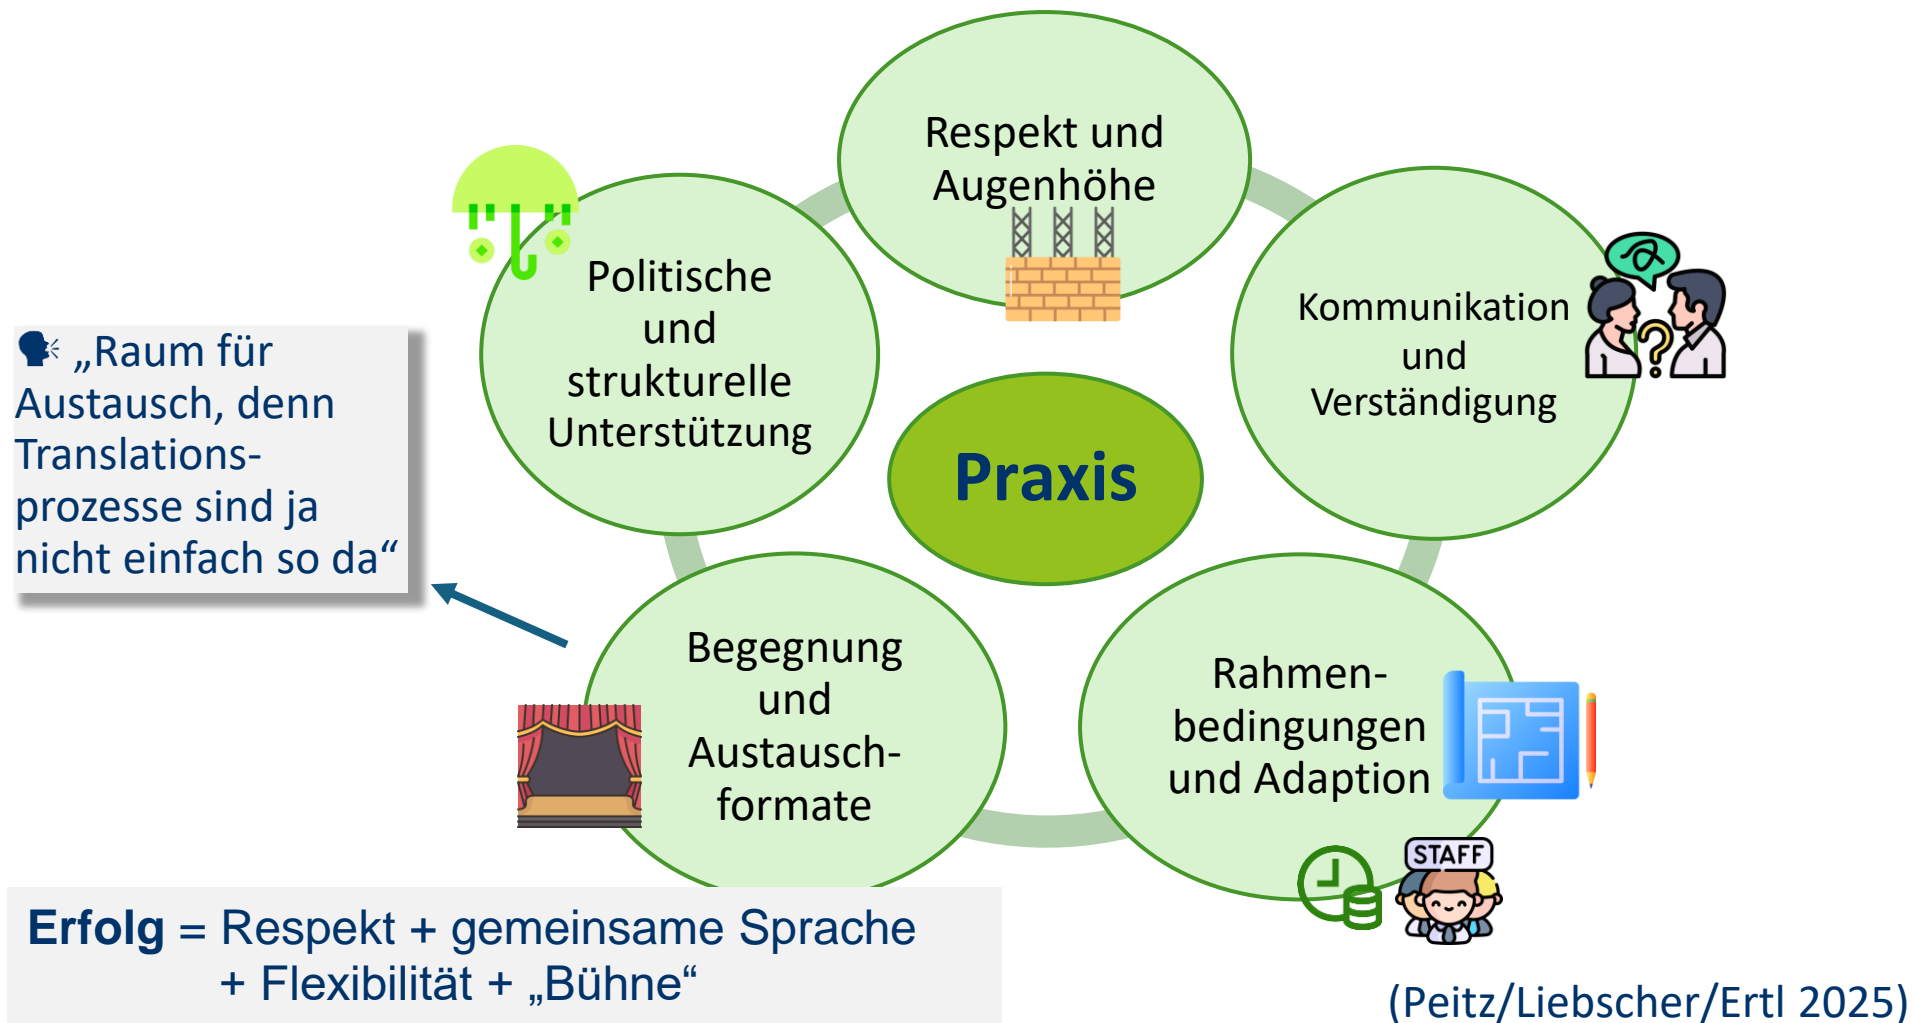 Respekt und
Augenhöhe
Politische
und
strukturelle
Unterstützung
Kommunikation
und
Verständigung
„Raum für
Austausch, denn
Translations-
prozesse sind ja
nicht einfach so da“
Praxis
Begegnung
und
Austausch-
formate
Rahmen-
bedingungen
und Adaption
STAFF
Erfolg = Respekt + gemeinsame Sprache
+ Flexibilität + „Bühne“
(Peitz/Liebscher/Ertl 2025)